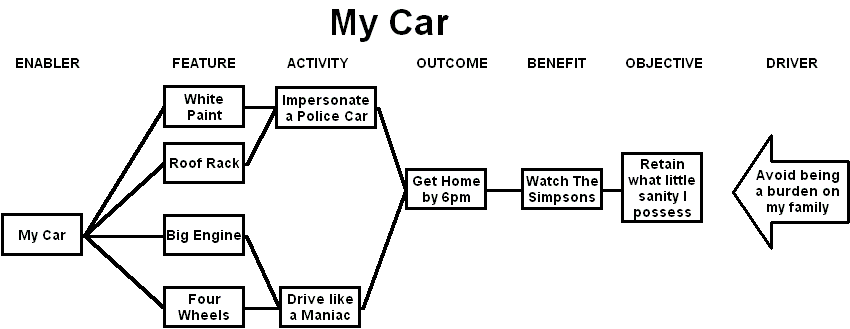 My Car
ENABLER FEATURE ACTIVITY OUTCOME BENEFIT OBJECTIVE DRIVER
My Car
White
Paint
Roof Rack
Big Engine
Four
Wheels
Impersonate
a Police Car
Drive like
a Maniac
Get Home
by 6pm
Watch The
Simpsons
Retain
what little
sanity I
possess
Avoid being
a burden on
my family